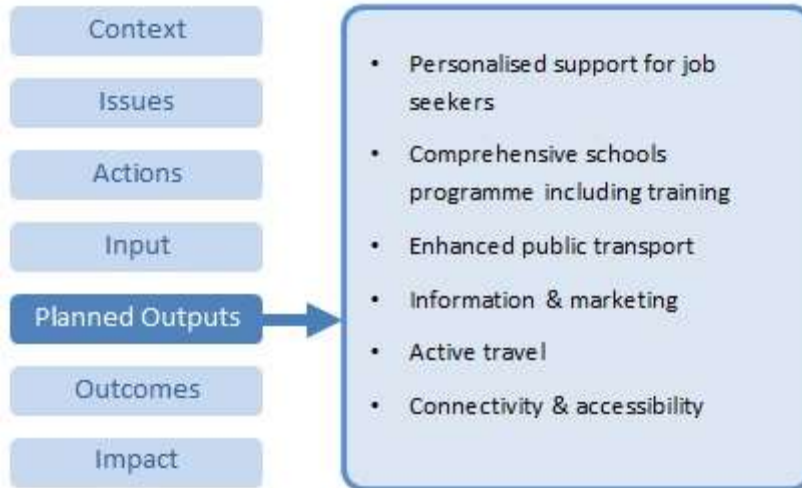 Context
Issues
Actions
Input
Planned Outputs
Outcomes
Impact
• Personalised support for job
seekers
• Comprehensive schools
programme including training
• Enhanced public transport
• Information & marketing
• Active travel
• Connectivity & accessibility